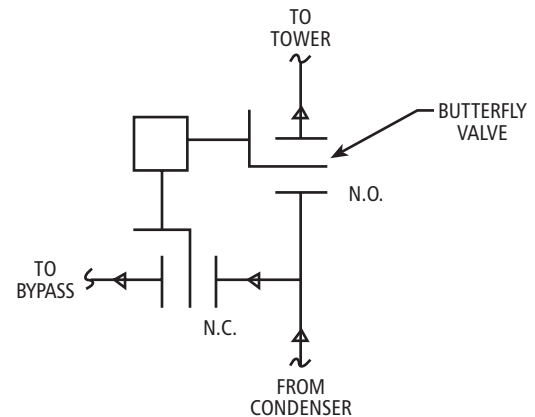 TO
TOWER
BUTTERFLY
VALVE
N.O.
TO
BYPASS
N.C.
FROM
CONDENSER